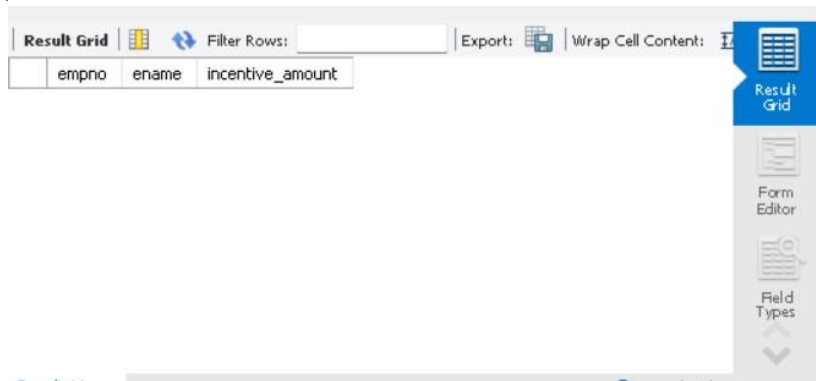 Result Grid Filter Rows: Export: Wrap Cell Content:
empno ename incentive_amount
Result
Grid
Form
Editor
Field
Types